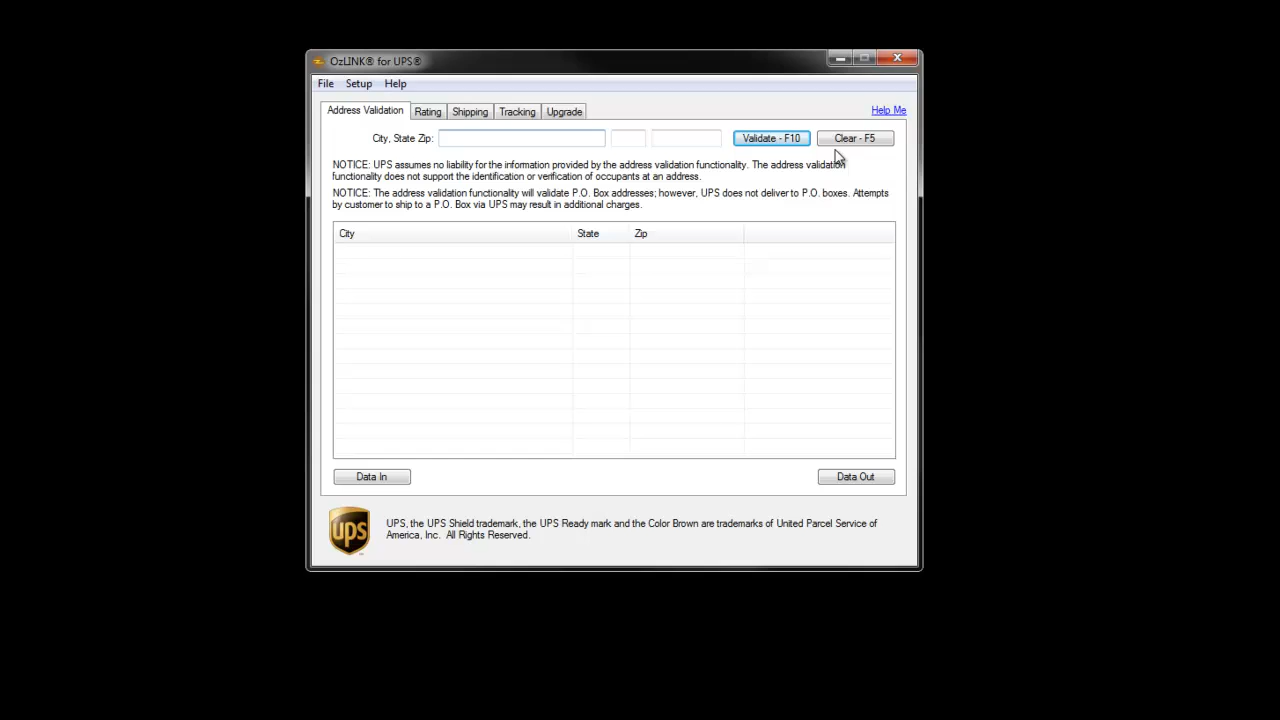 OzLINK® for UPS®
File Setup Help
Address Validation Rating Shipping Tracking Upgrade Help Me
City, State Zip: Validate - F10 Clear - F5
NOTICE: UPS assumes no liability for the information provided by the address validation functionality. The address validation
functionality does not support the identification or verification of occupants at an address.
NOTICE: The address validation functionality will validate P.O. Box addresses; however, UPS does not deliver to P.O. boxes. Attempts
by customer to ship to a P.O. Box via UPS may result in additional charges.
City State Zip
Data In Data Out
ups
UPS, the UPS Shield trademark, the UPS Ready mark and the Color Brown are trademarks of United Parcel Service of
America, Inc. All Rights Reserved.